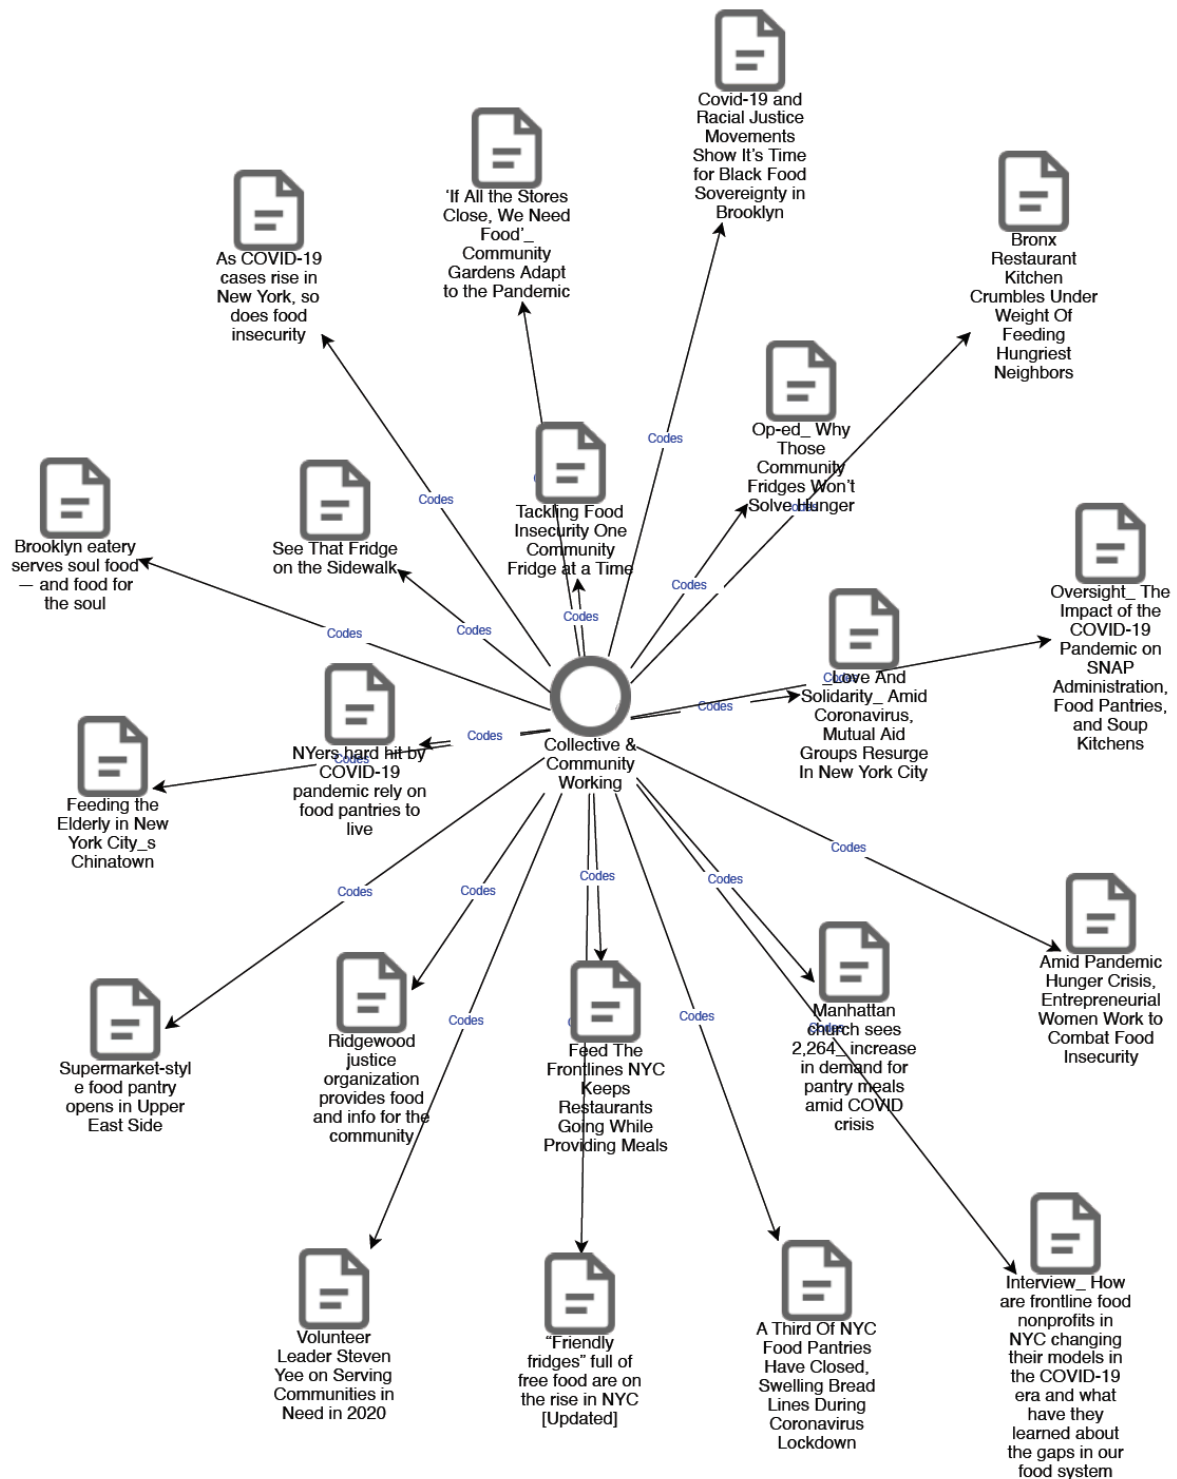 Covid-19 and
Racial Justice
Movements
Show It’s Time
for Black Food
Sovereignty in
Brooklyn
‘If All the Stores
Close, We Need
Food’_
Community
Gardens Adapt
to the Pandemic
As COVID-19
cases rise in
New York, so
does food
insecurity
Bronx
Restaurant
Kitchen
Crumbles Under
Weight Of
Feeding
Hungriest
Neighbors
Op-ed_ Why
Those
Community
Fridges Won’t
Solve Hunger
Codes
Codes
Codes
Tackling Food
Insecurity One
Community
Fridge at a Time
See That Fridge
on the Sidewalk
Brooklyn eatery
serves soul food
— and food for
the soul
Codes
Codes
Codes
Codes
Oversight_ The
Impact of the
COVID-19
Pandemic on
SNAP
Administration,
Food Pantries,
and Soup
Kitchens
Codes
_Love And
Solidarity_ Amid
Coronavirus,
Mutual Aid
Groups Resurge
In New York City
Codes
Codes
Codes
NYers hard hit by
COVID-19
pandemic rely on
food pantries to
live
Collective &
Community
Working
Feeding the
Elderly in New
York City_s
Chinatown
Codes
Codes
Codes
Codes
Codes
Codes
Amid Pandemic
Hunger Crisis,
Entrepreneurial
Women Work to
Combat Food
Insecurity
Manhattan
church sees
2,264_ increase
in demand for
pantry meals
amid COVID
crisis
Codes
Codes
Codes
Feed The
Frontlines NYC
Keeps
Restaurants
Going While
Providing Meals
Ridgewood
justice
organization
provides food
and info for the
community
Supermarket-styl
e food pantry
opens in Upper
East Side
Volunteer
Leader Steven
Yee on Serving
Communities in
Need in 2020
“Friendly
fridges” full of
free food are on
the rise in NYC
[Updated]
A Third Of NYC
Food Pantries
Have Closed,
Swelling Bread
Lines During
Coronavirus
Lockdown
Interview_ How
are frontline food
nonprofits in
NYC changing
their models in
the COVID-19
era and what
have they
learned about
the gaps in our
food system